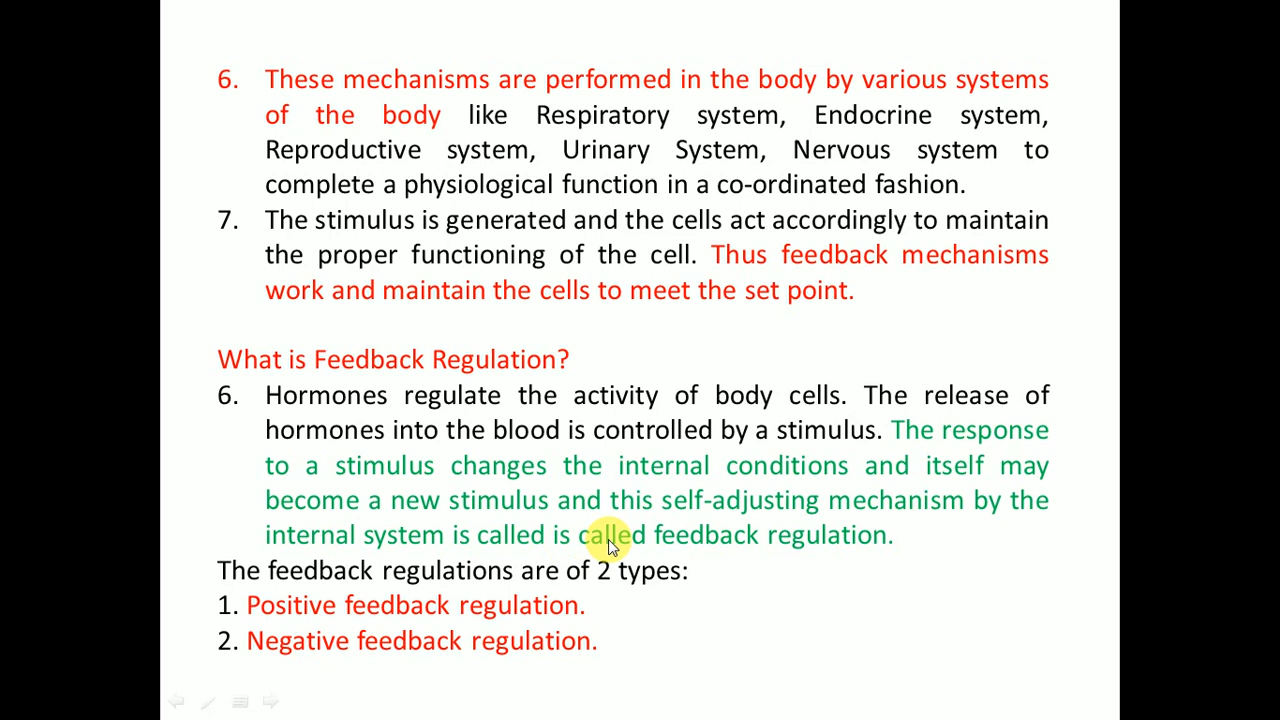 6. These mechanisms are performed in the body by various systems
of the body like Respiratory system, Endocrine system,
Reproductive system, Urinary System, Nervous system to
complete a physiological function in a co-ordinated fashion.
7. The stimulus is generated and the cells act accordingly to maintain
the proper functioning of the cell. Thus feedback mechanisms
work and maintain the cells to meet the set point.
What is Feedback Regulation?
6. Hormones regulate the activity of body cells. The release of
hormones into the blood is controlled by a stimulus. The response
to a stimulus changes the internal conditions and itself may
become a new stimulus and this self-adjusting mechanism by the
internal system is called is called feedback regulation.
The feedback regulations are of 2 types:
1. Positive feedback regulation.
2. Negative feedback regulation.